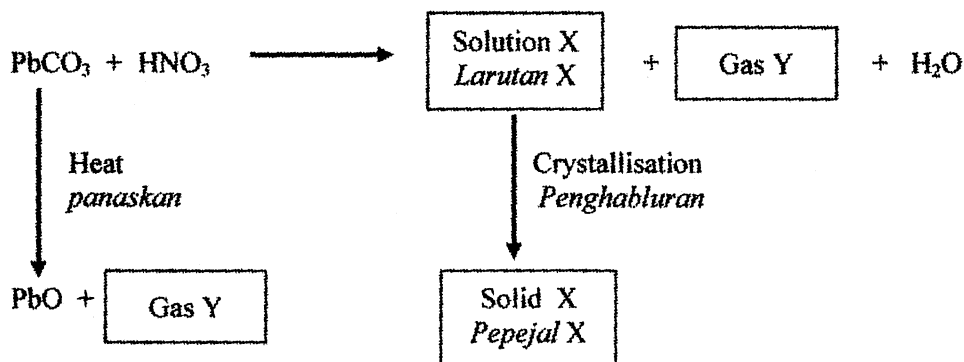 PbCO₃ + HNO₃
Solution X
Larutan X
+
Gas Y
+ H₂O
Heat
panaskan
Crystallisation
Penghabluran
PbO +
Gas Y
Solid X
Pepejal X